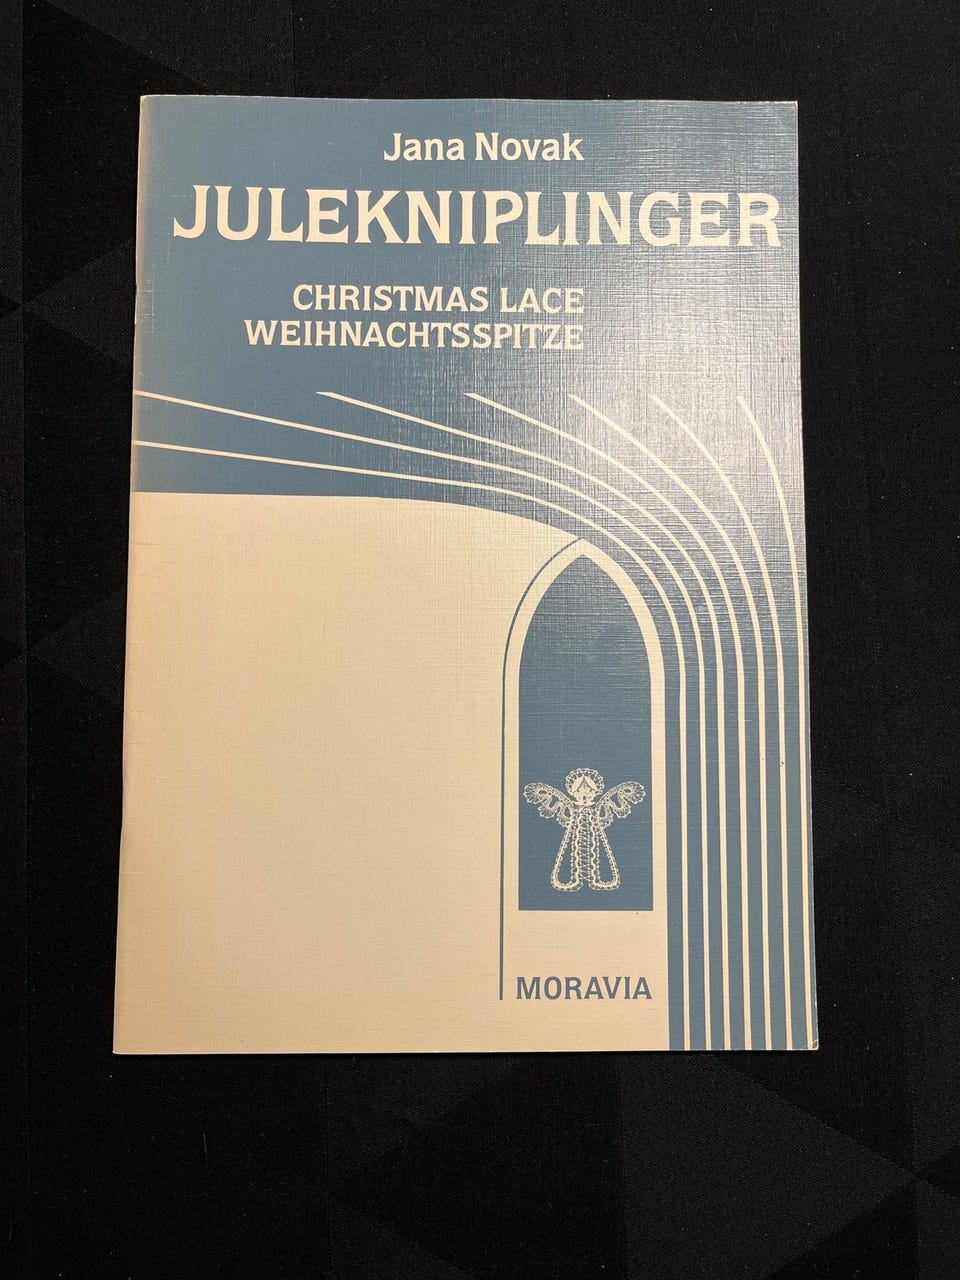 Jana Novak
JULEKNIPLINGER
CHRISTMAS LACE
WEIHNACHTSSPITZE
MORAVIA